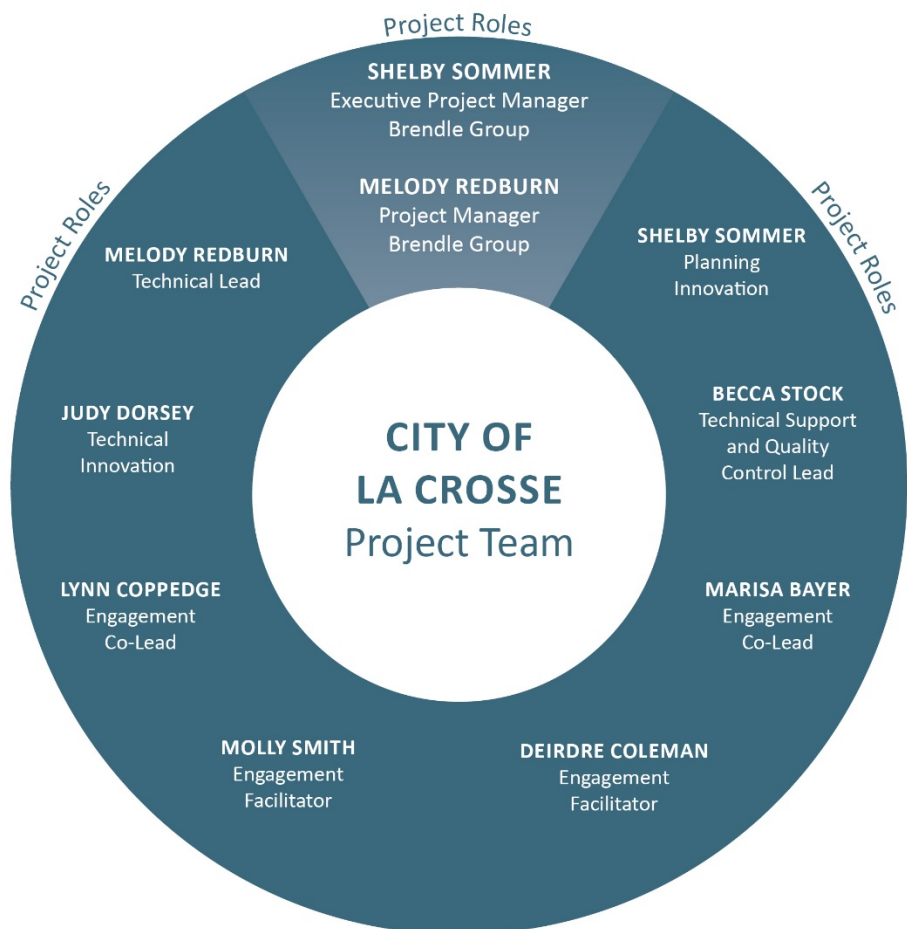 Project Roles
SHELBY SOMMER
Executive Project Manager
Brendle Group
MELODY REDBURN
Project Manager
Brendle Group
Project Roles
SHELBY SOMMER
Planning
Innovation
BECCA STOCK
Technical Support
and Quality
Control Lead
MARISA BAYER
Engagement
Co-Lead
DEIRDRE COLEMAN
Engagement
Facilitator
MOLLY SMITH
Engagement
Facilitator
LYNN COPPEDGE
Engagement
Co-Lead
JUDY DORSEY
Technical
Innovation
MELODY REDBURN
Technical Lead
Project Roles
CITY OF
LA CROSSE
Project Team